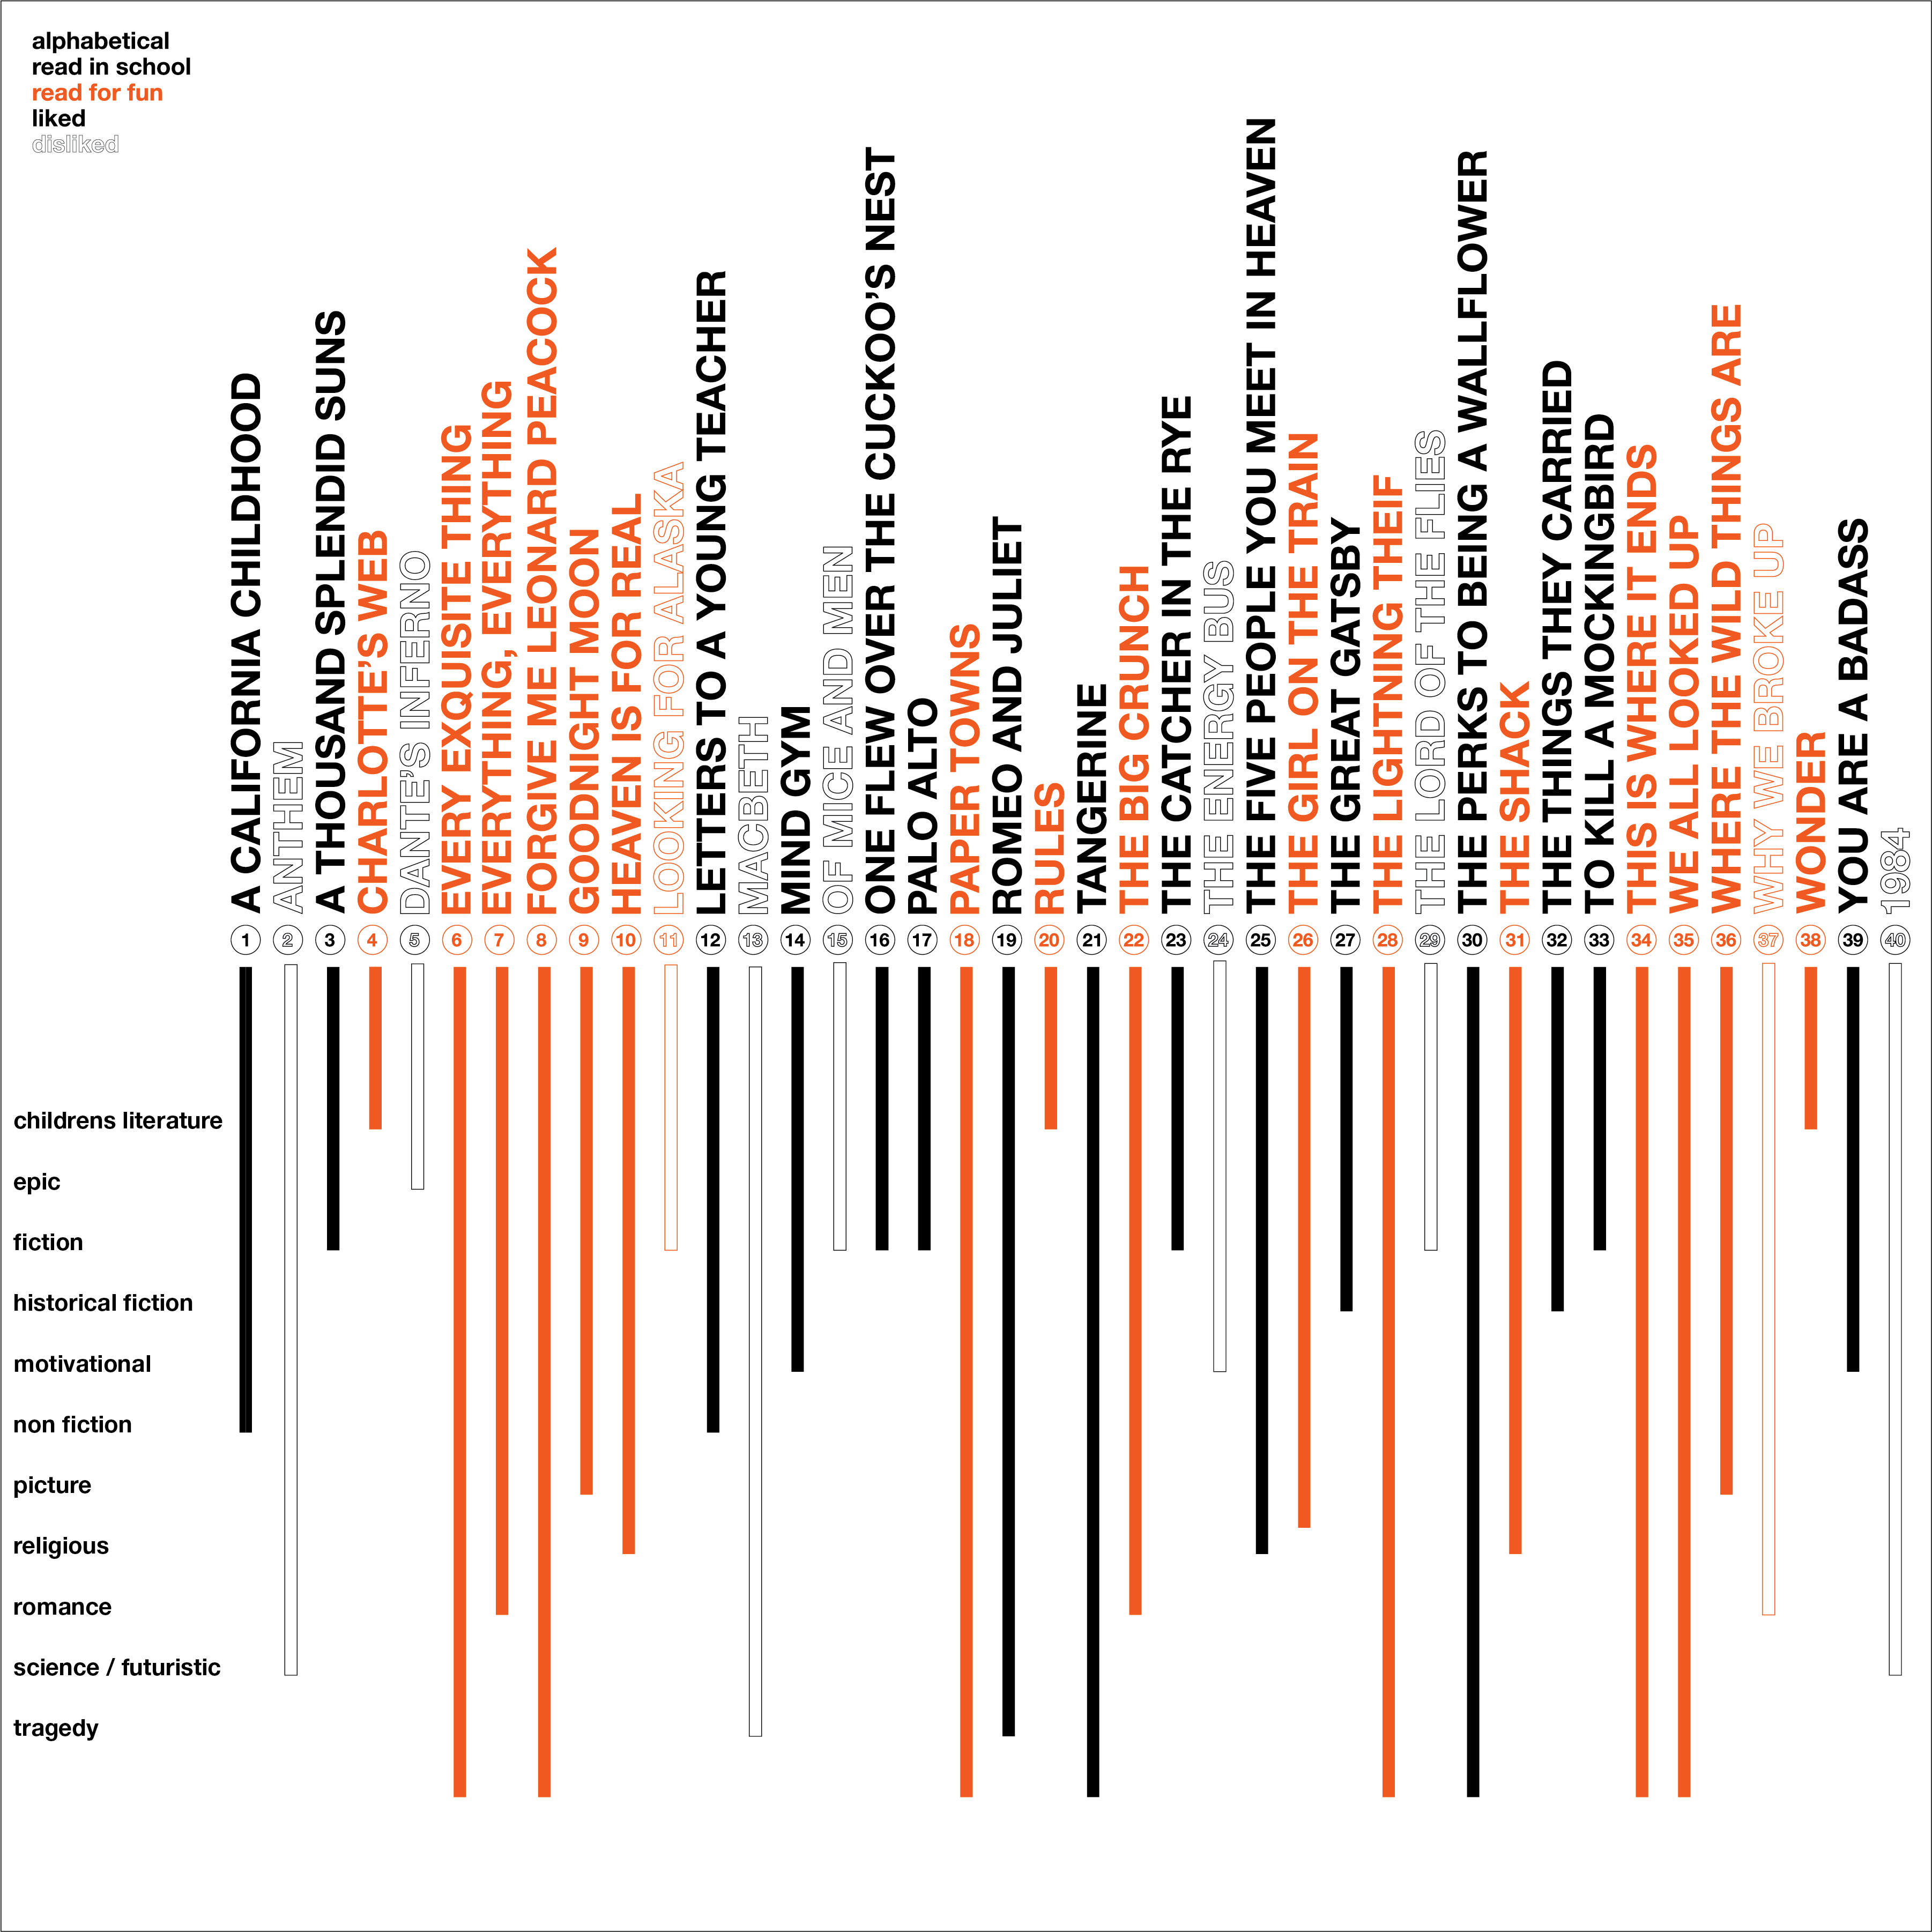 alphabetical
read in school
read for fun
liked
disliked
A CALIFORNIA CHILDHOOD
ANTHEM
A THOUSAND SPLENDID SUNS
CHARLOTTE'S WEB
DANTE'S INFERNO
EVERY EXQUISITE THING
EVERYTHING, EVERYTHING
FORGIVE ME LEONARD PEACOCK
GOODNIGHT MOON
HEAVEN IS FOR REAL
LOOKING FOR ALASKA
LETTERS TO A YOUNG TEACHER
MACBETH
MIND GYM
OF MICE AND MEN
ONE FLEW OVER THE CUCKOO'S NEST
PALO ALTO
PAPER TOWNS
ROMEO AND JULIET
RULES
TANGERINE
THE BIG CRUNCH
THE CATCHER IN THE RYE
THE ENERGY BUS
THE FIVE PEOPLE YOU MEET IN HEAVEN
THE GIRL ON THE TRAIN
THE GREAT GATSBY
THE LIGHTNING THEIF
THE LORD OF THE FLIES
THE PERKS TO BEING A WALLFLOWER
THE SHACK
THE THINGS THEY CARRIED
TO KILL A MOCKINGBIRD
THIS IS WHERE IT ENDS
WE ALL LOOKED UP
WHERE THE WILD THINGS ARE
WHY WE BROKE UP
WONDER
YOU ARE A BADASS
1984
1 2 3 4 5 6 7 8 9 10 11 12 13 14 15 16 17 18 19 20 21 22 23 24 25 26 27 28 29 30 31 32 33 34 35 36 37 38 39 40
childrens literature
epic
fiction
historical fiction
motivational
non fiction
picture
religious
romance
science / futuristic
tragedy